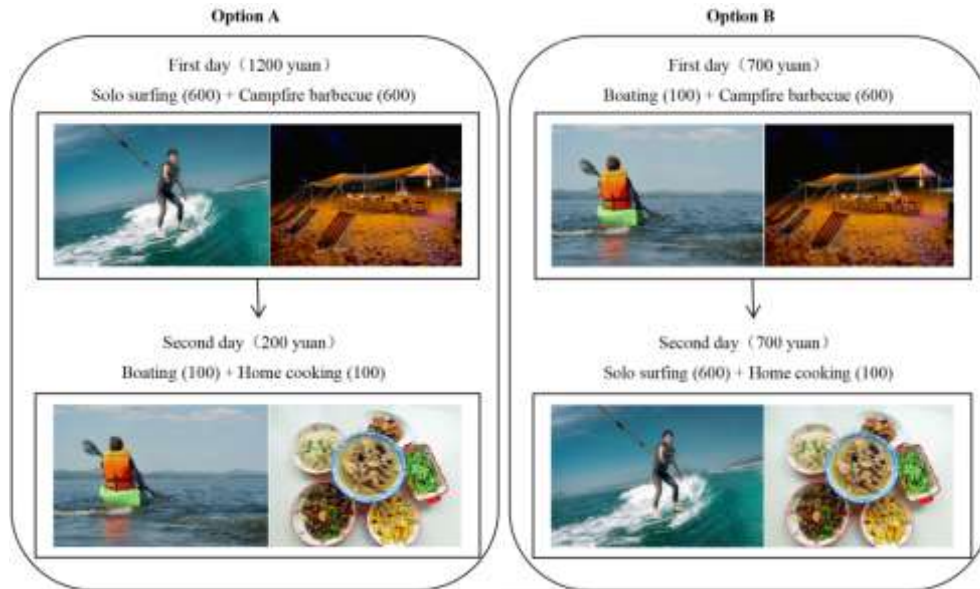 Option A
First day（1200 yuan）
Solo surfing (600) + Campfire barbecue (600)
Second day（200 yuan）
Boating (100) + Home cooking (100)
Option B
First day（700 yuan）
Boating (100) + Campfire barbecue (600)
Second day（700 yuan）
Solo surfing (600) + Home cooking (100)